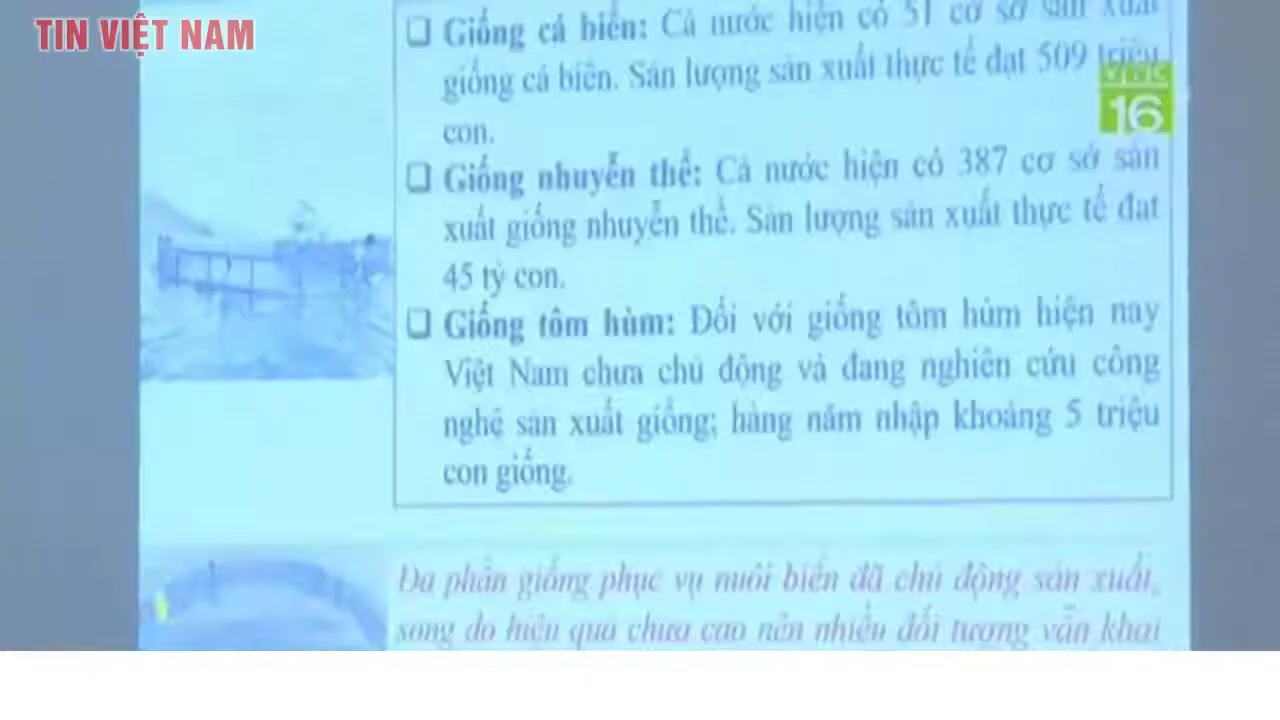 TIN VIỆT NAM
❑ Giống cá biển: Cả nước hiện có 51 cơ sở sản xuất
giống cá biển. Sản lượng sản xuất thực tế đạt 509 triệu
con.
VTVTC
16
❑ Giống nhuyễn thể: Cả nước hiện có 387 cơ sở sản
xuất giống nhuyễn thể. Sản lượng sản xuất thực tế đạt
45 tỷ con.
❑ Giống tôm hùm: Đối với giống tôm hùm hiện nay
Việt Nam chưa chủ động và đang nghiên cứu công
nghệ sản xuất giống; hàng năm nhập khoảng 5 triệu
con giống.
Đa phần giống phục vụ nuôi biển đã chủ động sản xuất,
song do hiệu quả chưa cao nên nhiều đối tượng vẫn khai